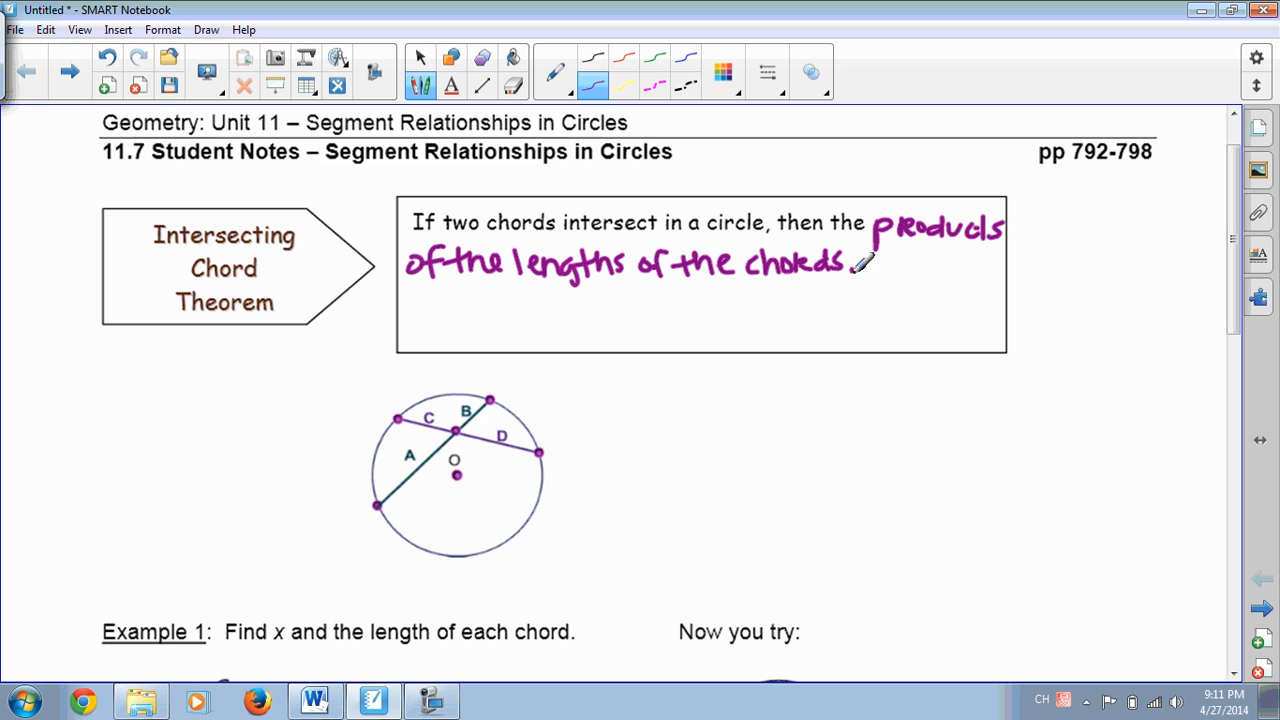 Untitled * - SMART Notebook
File Edit View Insert Format Draw Help
Geometry: Unit 11 – Segment Relationships in Circles
11.7 Student Notes – Segment Relationships in Circles pp 792-798
Intersecting
Chord
Theorem
If two chords intersect in a circle, then the products
of the lengths of the chords.
C
B
D
A
O
Example 1: Find x and the length of each chord. Now you try:
CH
9:11 PM
4/27/2014